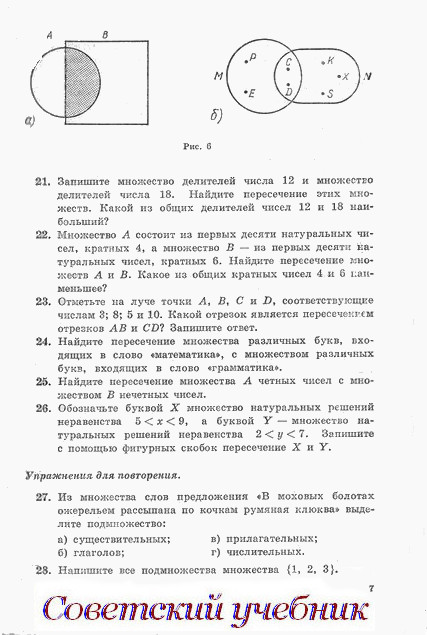 A B
а)
M P E C D K X S N
б)
Рис. 6
21. Запишите множество делителей числа 12 и множество
делителей числа 18. Найдите пересечение этих мно-
жеств. Какой из общих делителей чисел 12 и 18 наи-
больший?
22. Множество A состоит из первых десяти натуральных чи-
сел, кратных 4, а множество B — из первых десяти на-
туральных чисел, кратных 6. Найдите пересечение мно-
жеств A и B. Какое из общих кратных чисел 4 и 6 наи-
меньшее?
23. Отметьте на луче точки A, B, C и D, соответствующие
числам 3; 8; 5 и 10. Какой отрезок является пересечением
отрезков AB и CD? Запишите ответ.
24. Найдите пересечение множества различных букв, вхо-
дящих в слово «математика», с множеством различных
букв, входящих в слово «грамматика».
25. Найдите пересечение множества A четных чисел с мно-
жеством B нечетных чисел.
26. Обозначьте буквой X множество натуральных решений
неравенства 5 < x < 9, а буквой Y — множество на-
туральных решений неравенства 2 < y < 7. Запишите
с помощью фигурных скобок пересечение X и Y.
Упражнения для повторения.
27. Из множества слов предложения «В моховых болотах
ожерельем рассыпана по кочкам румяная клюква» выде-
лите подмножество:
а) существительных; в) прилагательных;
б) глаголов; г) числительных.
28. Напишите все подмножества множества {1, 2, 3}.
7
Советский учебник